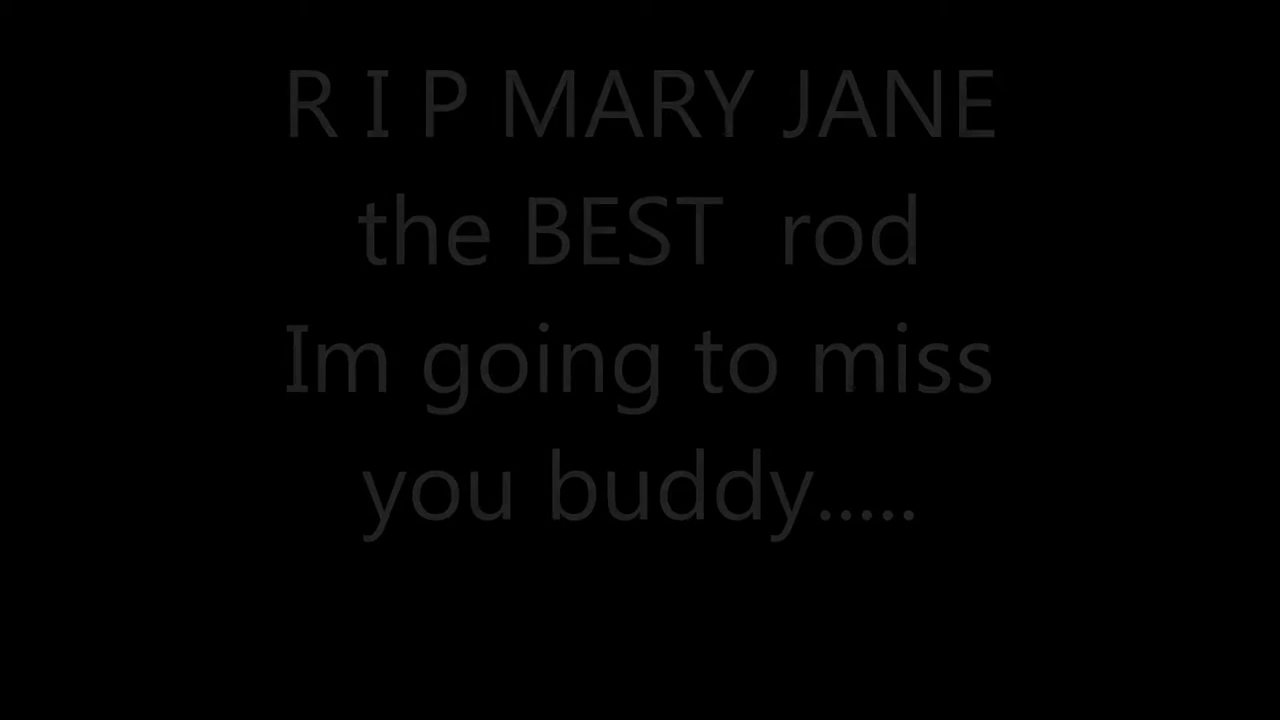 R I P MARY JANE
the BEST  rod
Im going to miss
you buddy.....